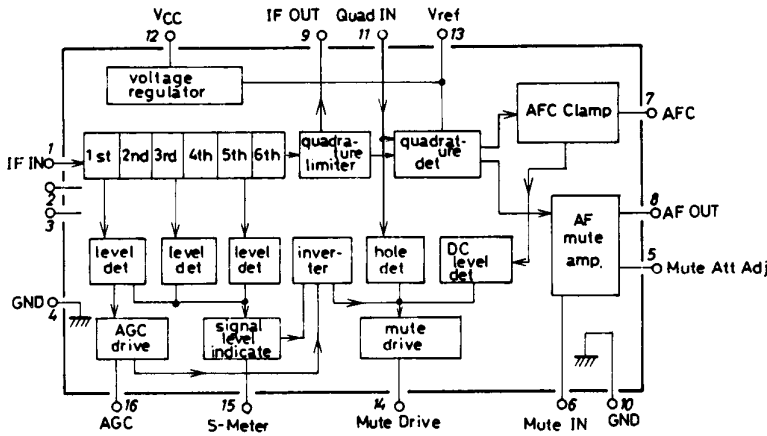 VCC
12
IF OUT
9
Quad IN
11
Vref
13
voltage
regulator
AFC Clamp
7
AFC
1
IF IN
1st 2nd 3rd 4th 5th 6th
quadra-
ture
limiter
quadrat-
ure
det
2
3
8
AF OUT
AF
mute
amp.
5
Mute Att Adj
level
det
level
det
level
det
inver-
ter
hole
det
DC
level
det
GND
4
AGC
drive
signal
level
indicate
mute
drive
16
AGC
15
S-Meter
14
Mute Drive
6
Mute IN
10
GND